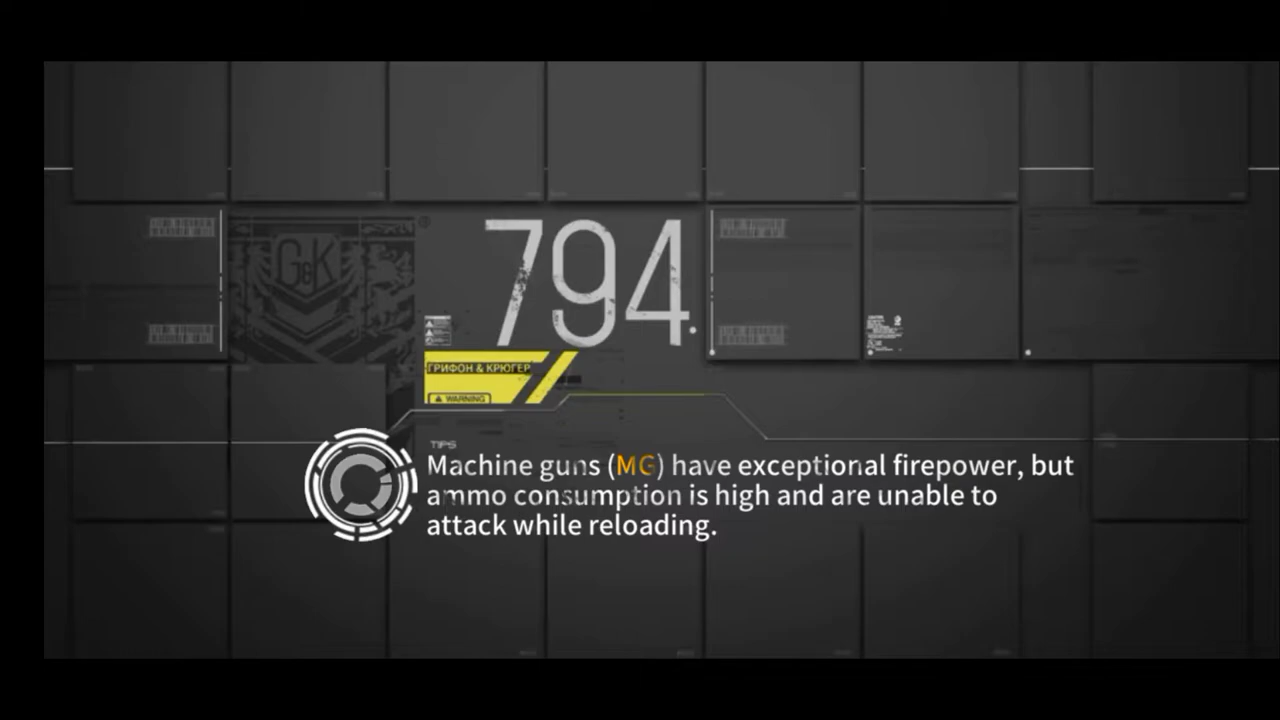 G&K
794.
ГРИФОН & КРЮГЕР
WARNING
TIPS
Machine guns (MG) have exceptional firepower, but
ammo consumption is high and are unable to
attack while reloading.